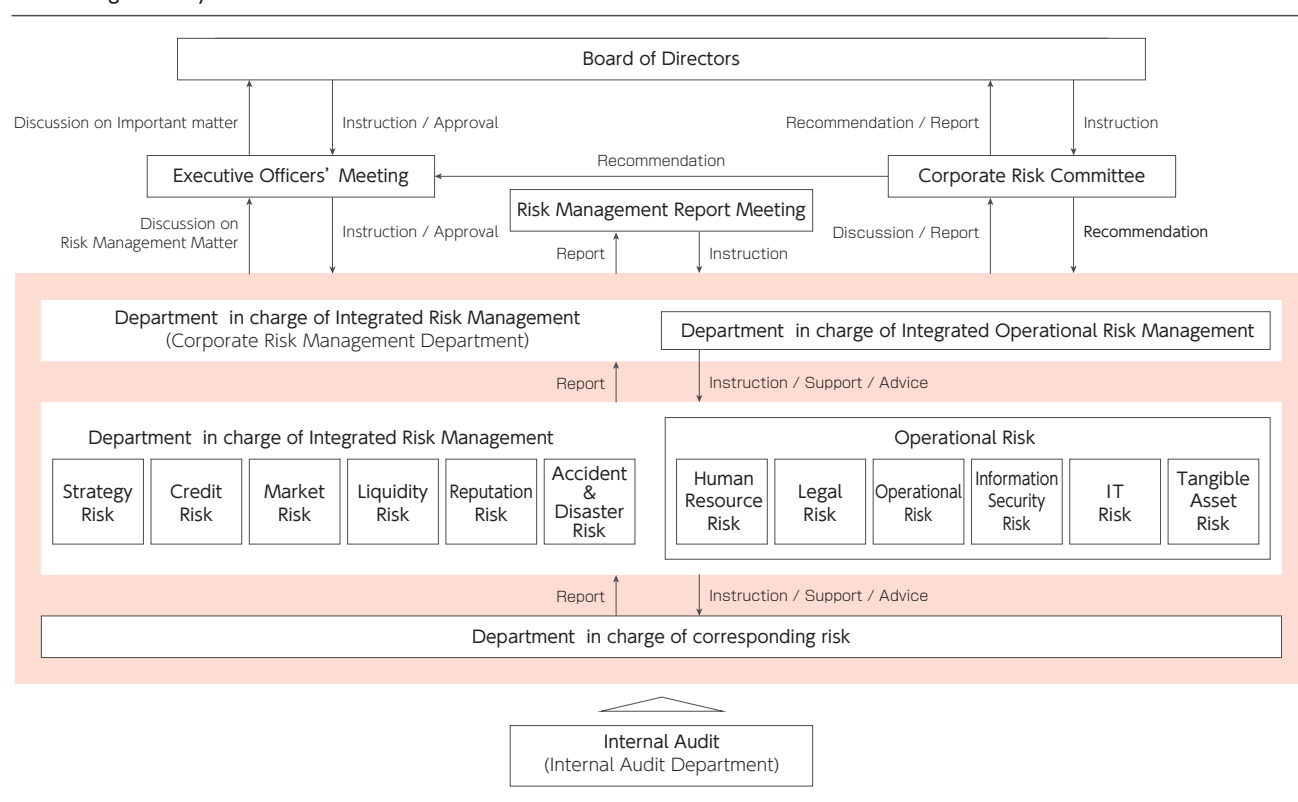 Board of Directors
Discussion on Important matter
Instruction / Approval
Recommendation / Report
Instruction
Executive Officers' Meeting
Recommendation
Corporate Risk Committee
Risk Management Report Meeting
Discussion on
Risk Management Matter
Instruction / Approval
Report
Instruction
Discussion / Report
Recommendation
Department in charge of Integrated Risk Management
(Corporate Risk Management Department)
Department in charge of Integrated Operational Risk Management
Report
Instruction / Support / Advice
Department in charge of Integrated Risk Management
Strategy
Risk
Credit
Risk
Market
Risk
Liquidity
Risk
Reputation
Risk
Accident
&
Disaster
Risk
Operational Risk
Human
Resource
Risk
Legal
Risk
Operational
Risk
Information
Security
Risk
IT
Risk
Tangible
Asset
Risk
Report
Instruction / Support / Advice
Department in charge of corresponding risk
Internal Audit
(Internal Audit Department)